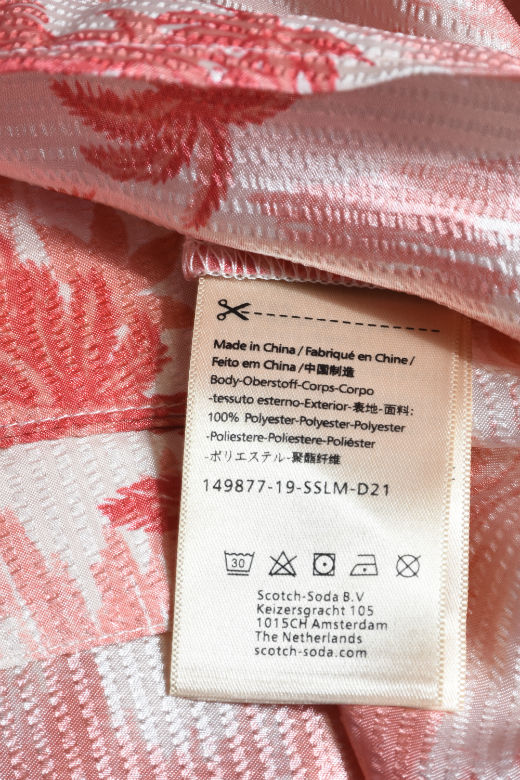 Made in China / Fabriqué en Chine /
Feito em China / 中国制造
Body-Oberstoff-Corps-Corpo
-tessuto esterno-Exterior-表地-面料:
100% Polyester-Polyester-Polyester
-Poliestere-Poliestere-Poliéster
-ポリエステル-聚酯纤维
149877-19-SSLM-D21
30
Scotch-Soda B.V
Keizersgracht 105
1015CH Amsterdam
The Netherlands
scotch-soda.com